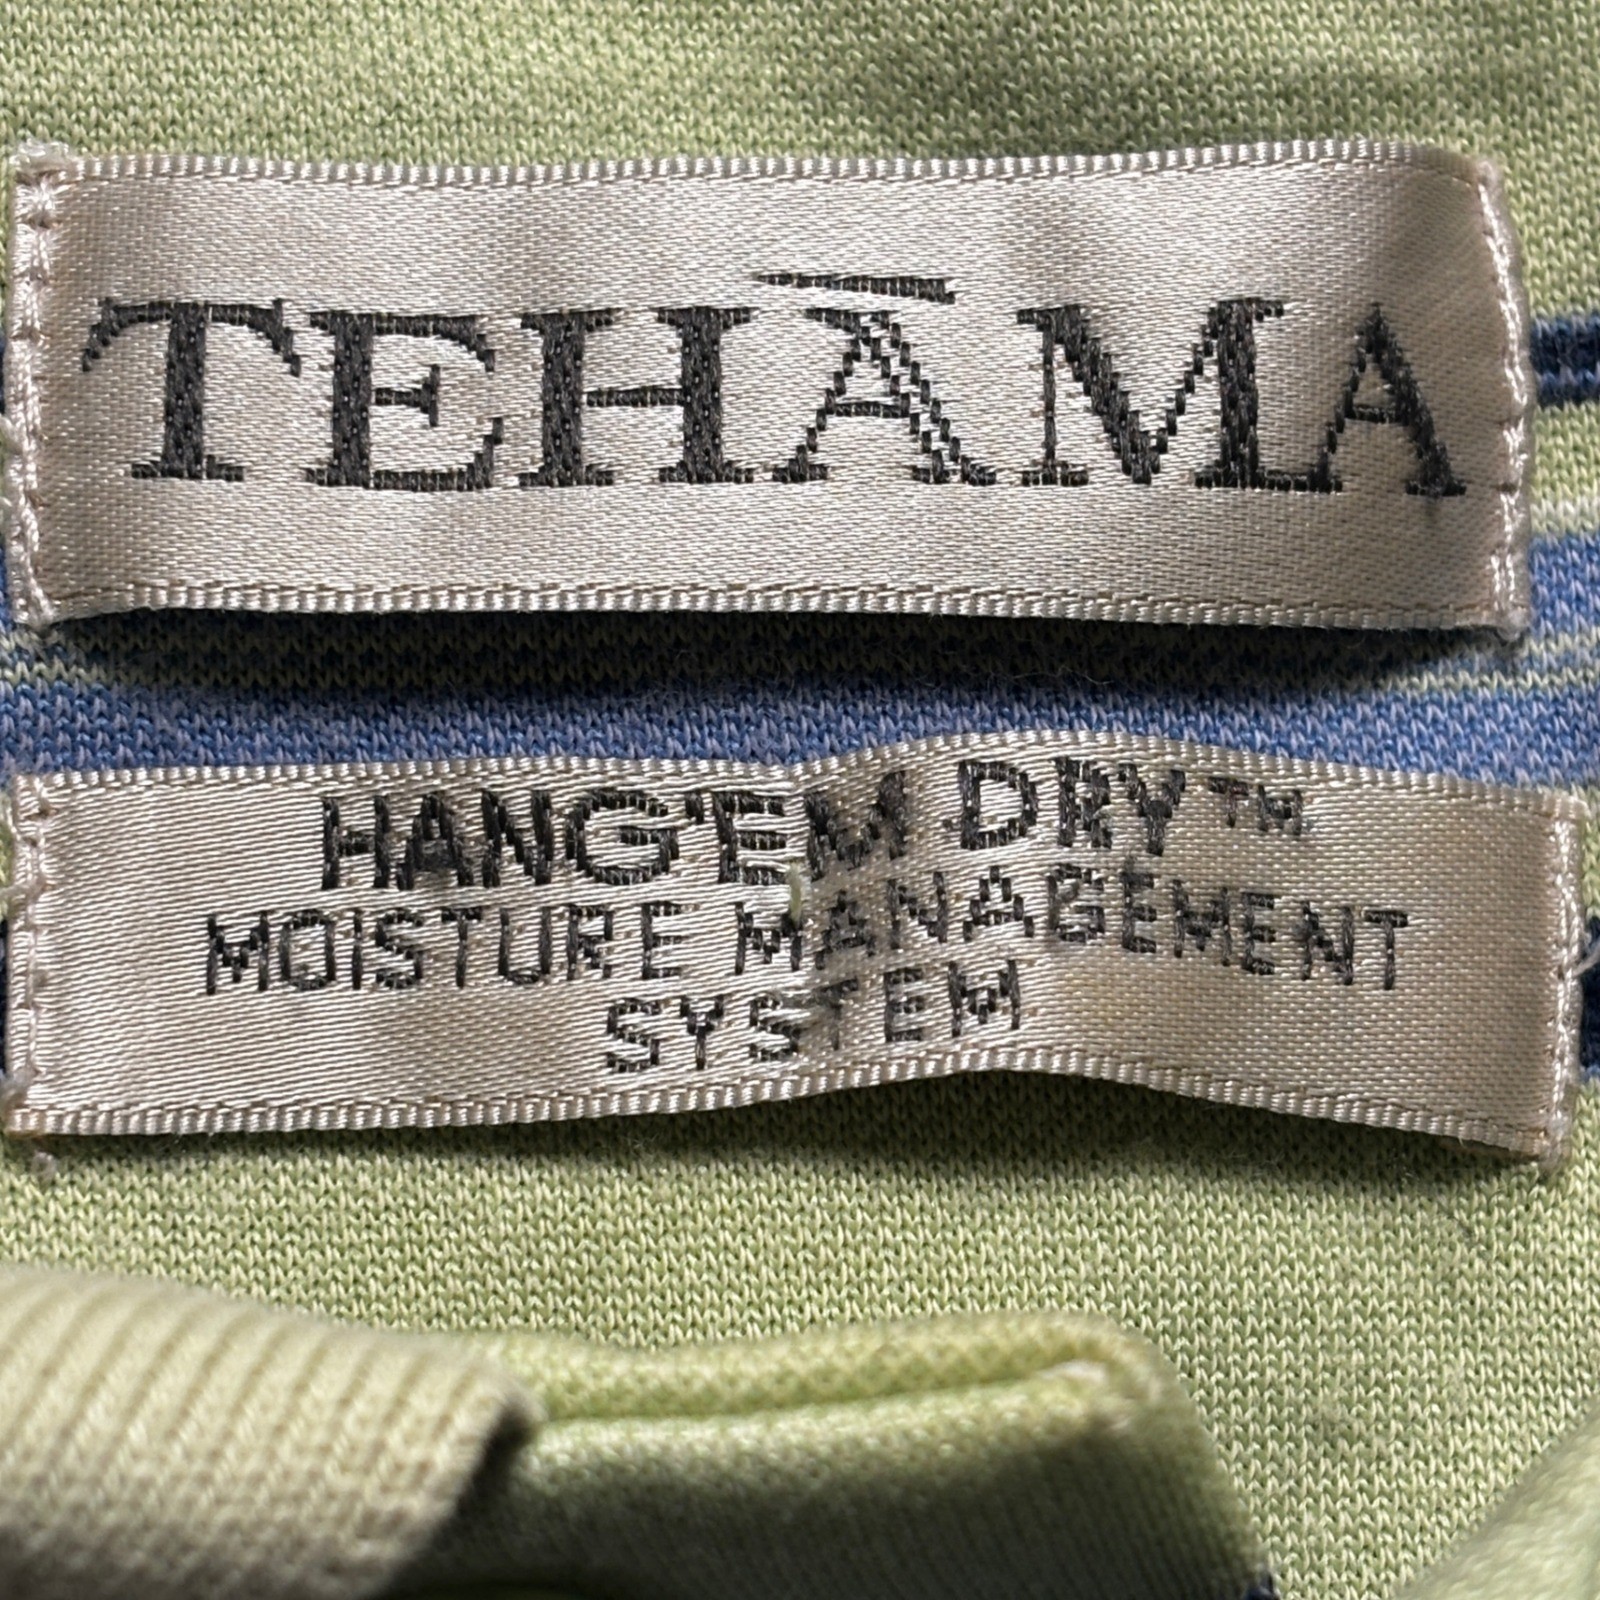 TEHĀMA
HANG'EM DRY™
MOISTURE MANAGEMENT
SYSTEM